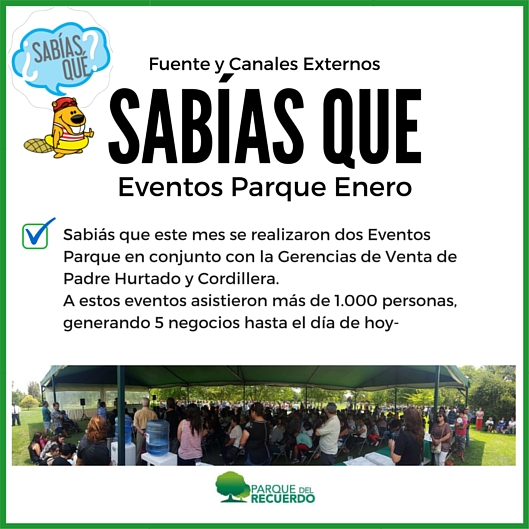 ¿SABÍAS
QUE?
Fuente y Canales Externos
SABÍAS QUE
Eventos Parque Enero
Sabiás que este mes se realizaron dos Eventos
Parque en conjunto con la Gerencias de Venta de
Padre Hurtado y Cordillera.
A estos eventos asistieron más de 1.000 personas,
generando 5 negocios hasta el día de hoy-
PARQUE DEL
RECUERDO